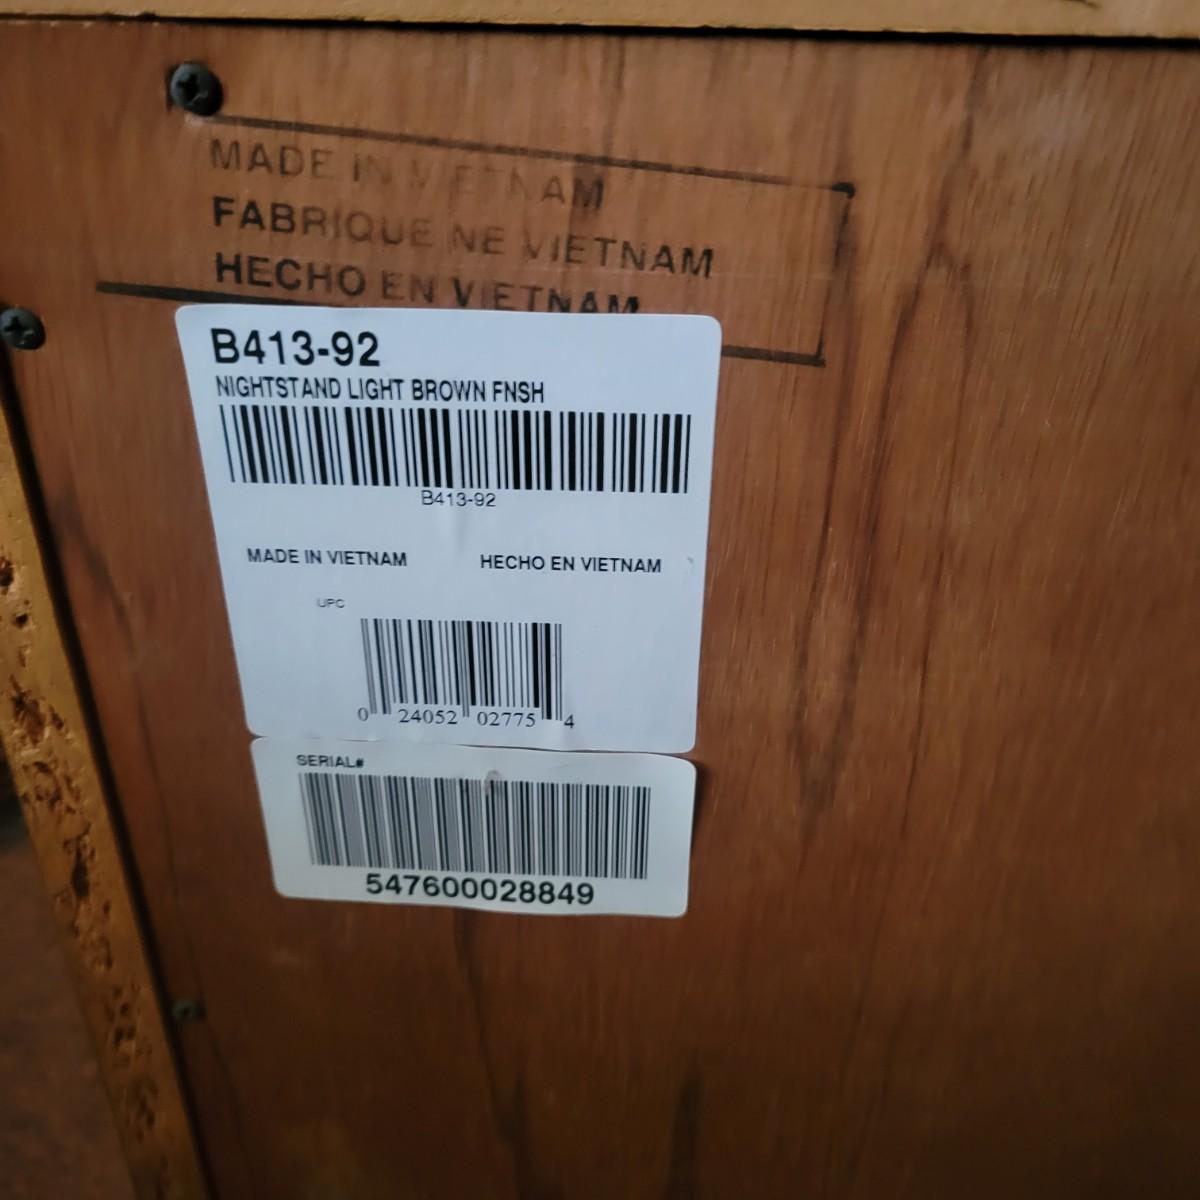 MADE IN VIETNAM
FABRIQUE NE VIETNAM
HECHO EN VIETNAM
B413-92
NIGHTSTAND LIGHT BROWN FNSH
B413-92
MADE IN VIETNAM HECHO EN VIETNAM
UPC
0 24052 02775 4
SERIAL#
547600028849